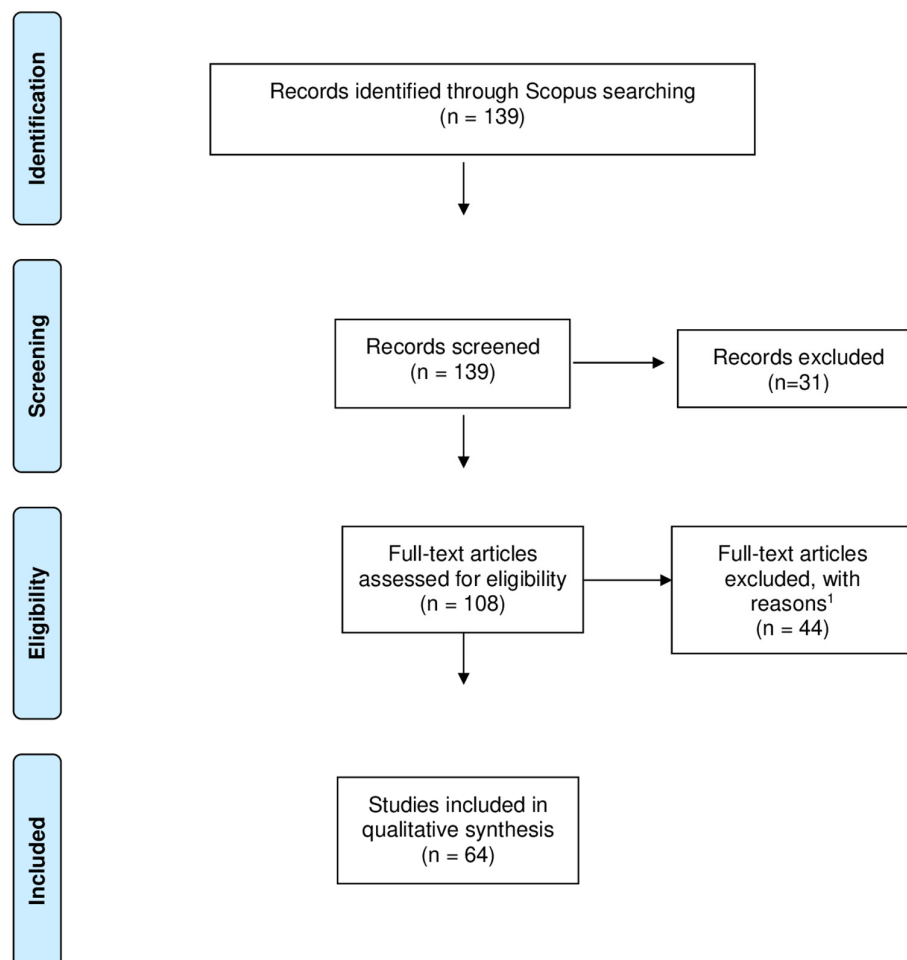 Identification
Records identified through Scopus searching
(n = 139)
Screening
Records screened
(n = 139)
Records excluded
(n=31)
Eligibility
Full-text articles
assessed for eligibility
(n = 108)
Full-text articles
excluded, with
reasons¹
(n = 44)
Included
Studies included in
qualitative synthesis
(n = 64)